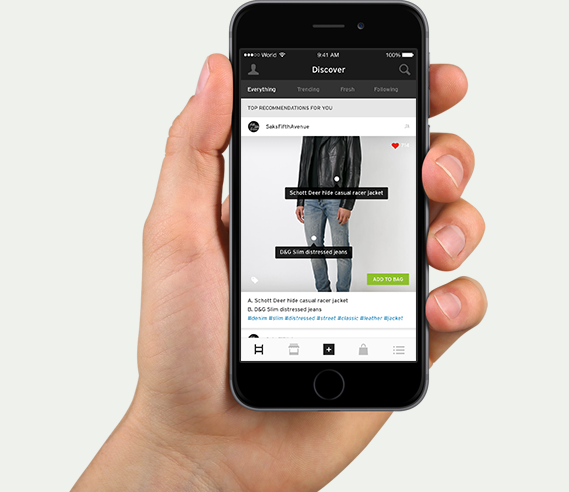 World 9:41 AM 100%
Discover
Everything Trending Fresh Following
TOP RECOMMENDATIONS FOR YOU
SaksFifthAvenue
Schott Deer hide casual racer jacket
D&G Slim distressed jeans
ADD TO BAG
A. Schott Deer hide casual racer jacket
B. D&G Slim distressed jeans
#denim #slim #distressed #street #classic #leather #jacket